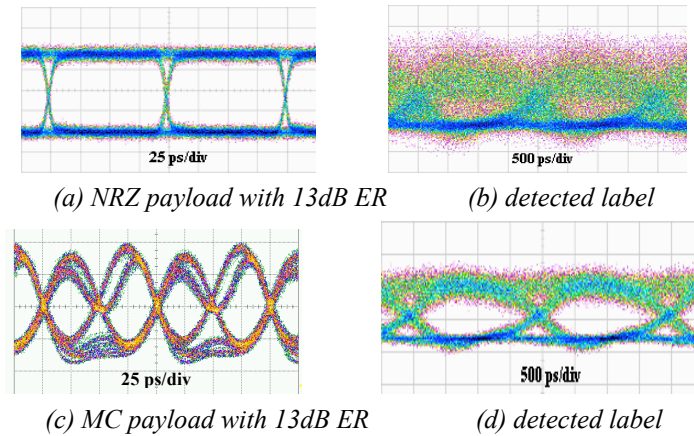 25 ps/div
500 ps/div
(a) NRZ payload with 13dB ER
(b) detected label
25 ps/div
500 ps/div
(c) MC payload with 13dB ER
(d) detected label